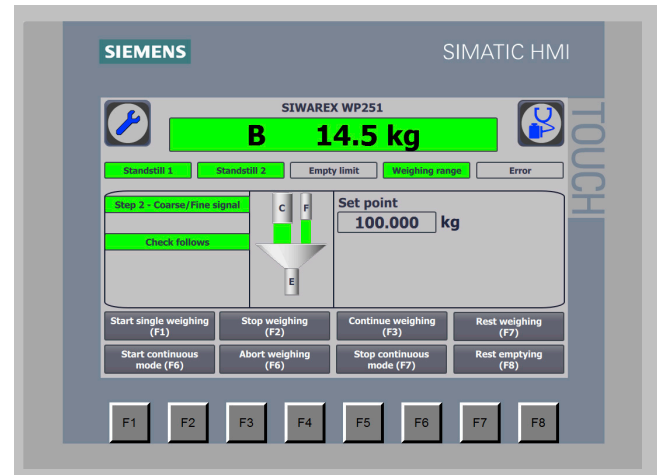 SIEMENS
SIMATIC HMI
TOUCH
SIWAREX WP251
B 14.5 kg
Standstill 1 Standstill 2 Empty limit Weighing range Error
Step 2 - Coarse/Fine signal
Check follows
C F
E
Set point
100.000 kg
Start single weighing
(F1)
Stop weighing
(F2)
Continue weighing
(F3)
Rest weighing
(F7)
Start continuous
mode (F6)
Abort weighing
(F6)
Stop continuous
mode (F7)
Rest emptying
(F8)
F1 F2 F3 F4 F5 F6 F7 F8